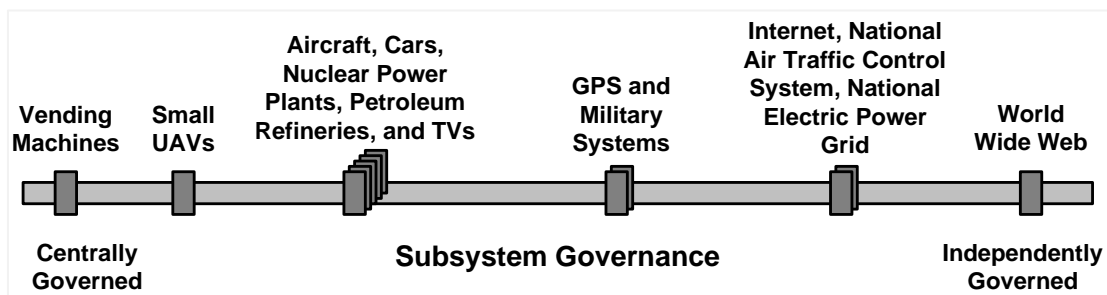 Vending
Machines
Small
UAVs
Aircraft, Cars,
Nuclear Power
Plants, Petroleum
Refineries, and TVs
GPS and
Military
Systems
Internet, National
Air Traffic Control
System, National
Electric Power
Grid
World
Wide Web
Centrally
Governed
Subsystem Governance
Independently
Governed